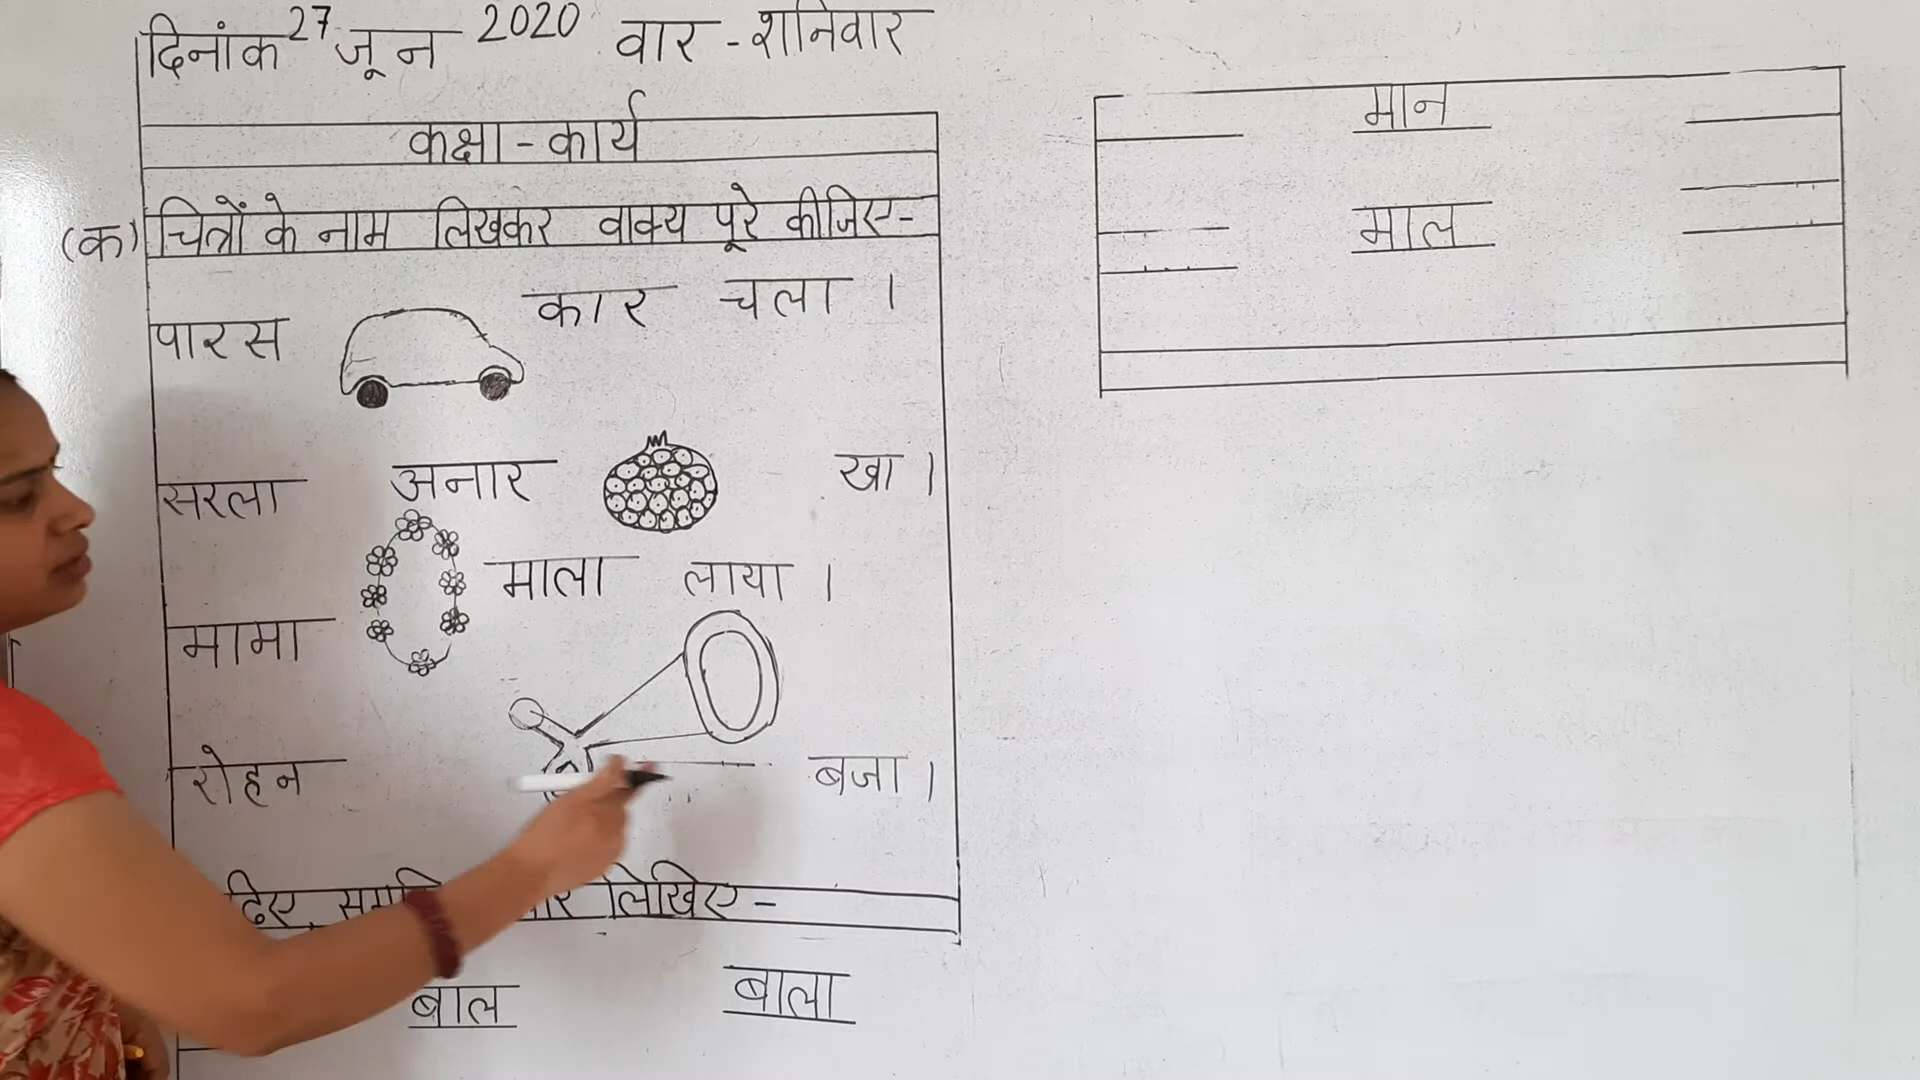 दिनांक 27 जून 2020 वार - शनिवार
कक्षा - कार्य
(क) चित्रों के नाम लिखकर वाक्य पूरे कीजिए -
पारस कार चला ।
सरला अनार खा ।
मामा माला लाया ।
रोहन बजा ।
दिए लिखिए -
बाल बाला
मान
माल